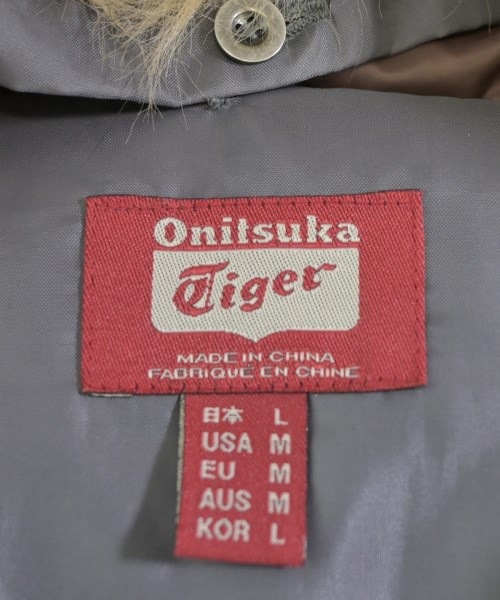 Onitsuka
Tiger
MADE IN CHINA
FABRIQUE EN CHINE
日本 L
USA M
EU M
AUS M
KOR L